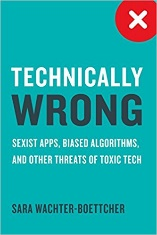 TECHNICALLY
WRONG
SEXIST APPS, BIASED ALGORITHMS,
AND OTHER THREATS OF TOXIC TECH
SARA WACHTER-BOETTCHER